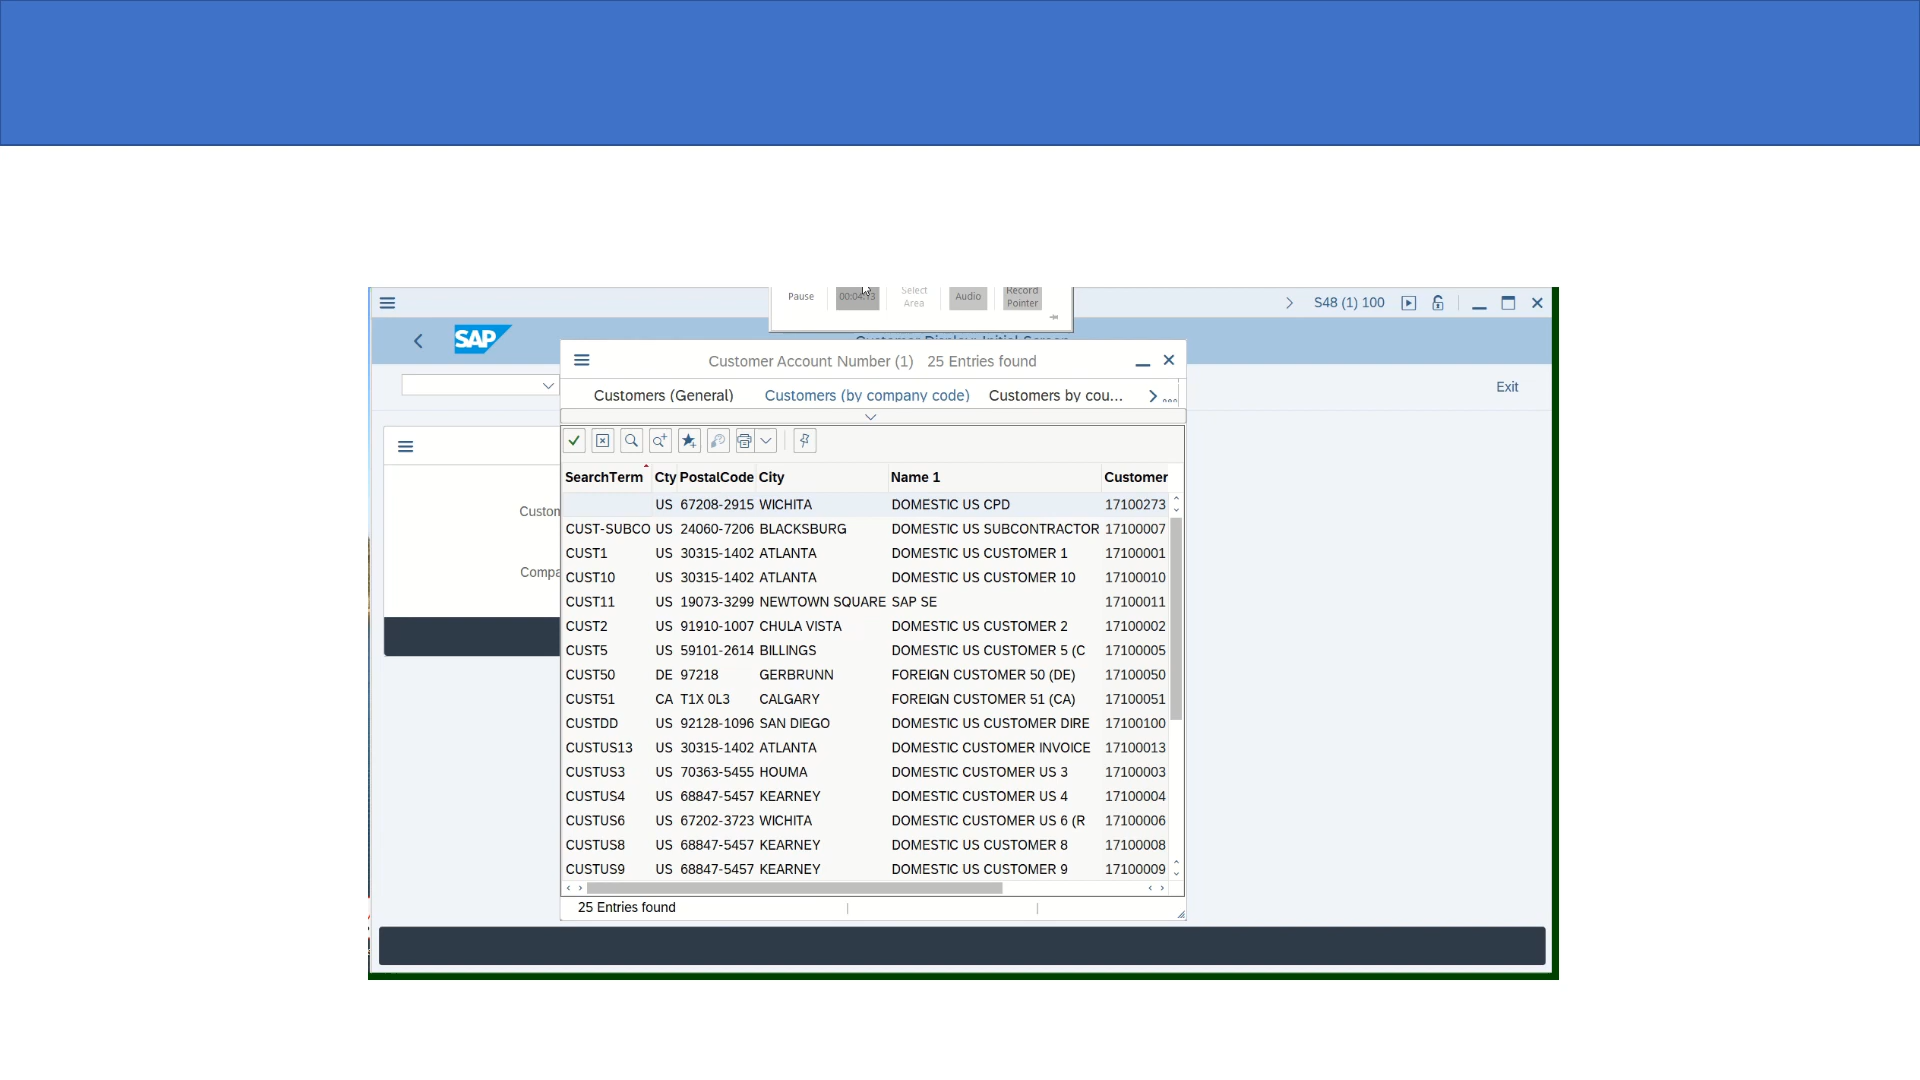 Pause 00:04:13 Select Area Audio Record Pointer
S48 (1) 100
SAP
Customer Display: Initial Screen
Exit
Customer Account Number (1) 25 Entries found
Customers (General) Customers (by company code) Customers by cou...
SearchTerm Cty PostalCode City Name 1 Customer
US 67208-2915 WICHITA DOMESTIC US CPD 17100273
CUST-SUBCO US 24060-7206 BLACKSBURG DOMESTIC US SUBCONTRACTOR 17100007
Custom
CUST1 US 30315-1402 ATLANTA DOMESTIC US CUSTOMER 1 17100001
Compa
CUST10 US 30315-1402 ATLANTA DOMESTIC US CUSTOMER 10 17100010
CUST11 US 19073-3299 NEWTOWN SQUARE SAP SE 17100011
CUST2 US 91910-1007 CHULA VISTA DOMESTIC US CUSTOMER 2 17100002
CUST5 US 59101-2614 BILLINGS DOMESTIC US CUSTOMER 5 (C 17100005
CUST50 DE 97218 GERBRUNN FOREIGN CUSTOMER 50 (DE) 17100050
CUST51 CA T1X 0L3 CALGARY FOREIGN CUSTOMER 51 (CA) 17100051
CUSTDD US 92128-1096 SAN DIEGO DOMESTIC US CUSTOMER DIRE 17100100
CUSTUS13 US 30315-1402 ATLANTA DOMESTIC CUSTOMER INVOICE 17100013
CUSTUS3 US 70363-5455 HOUMA DOMESTIC CUSTOMER US 3 17100003
CUSTUS4 US 68847-5457 KEARNEY DOMESTIC CUSTOMER US 4 17100004
CUSTUS6 US 67202-3723 WICHITA DOMESTIC CUSTOMER US 6 (R 17100006
CUSTUS8 US 68847-5457 KEARNEY DOMESTIC US CUSTOMER 8 17100008
CUSTUS9 US 68847-5457 KEARNEY DOMESTIC US CUSTOMER 9 17100009
25 Entries found